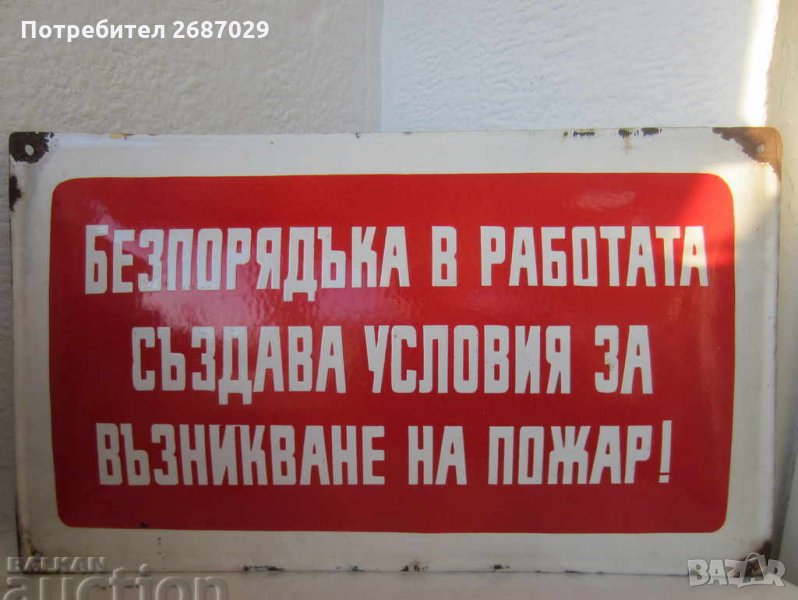 Потребител 2687029
БЕЗПОРЯДЪКА В РАБОТАТА
СЪЗДАВА УСЛОВИЯ ЗА
ВЪЗНИКВАНЕ НА ПОЖАР!
BALKAN
auction
BAZAR